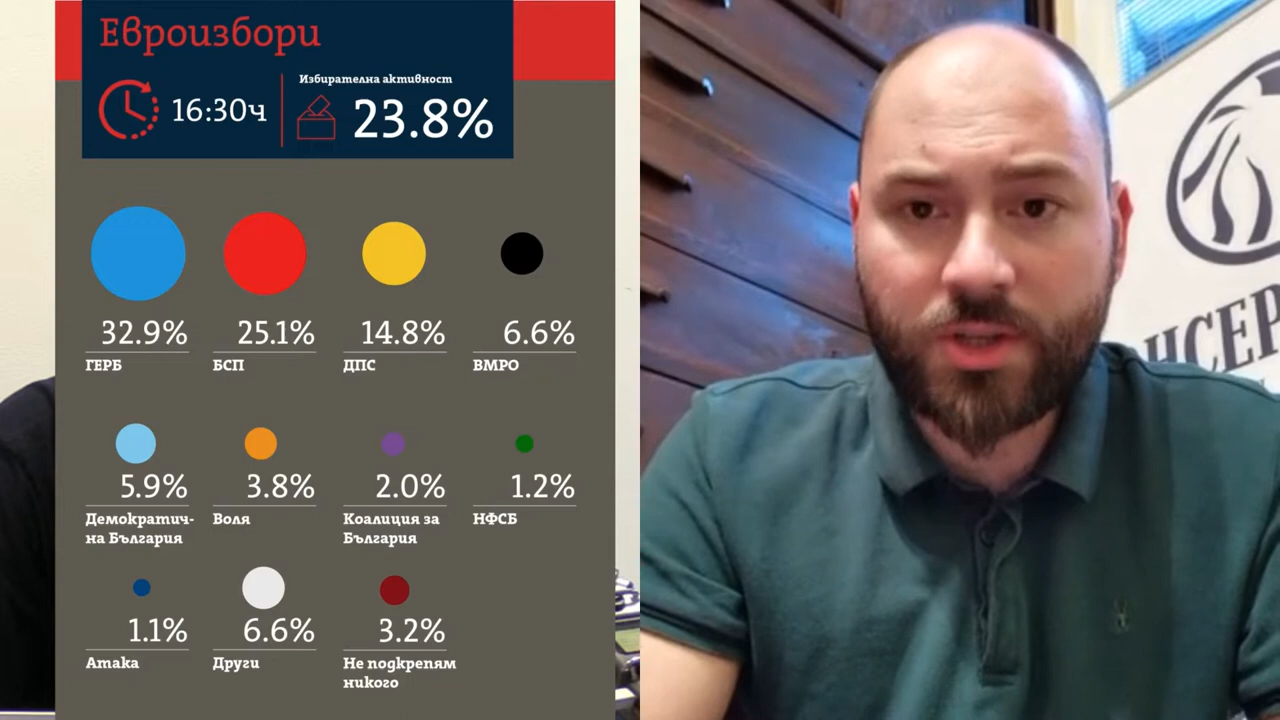 Евроизбори
Избирателна активност
16:30ч
23.8%
32.9% 25.1% 14.8% 6.6%
ГЕРБ БСП ДПС ВМРО
5.9% 3.8% 2.0% 1.2%
Демократич- Воля Коалиция за НФСБ
на България България
1.1% 6.6% 3.2%
Атака Други Не подкрепям
никого
НСЕР